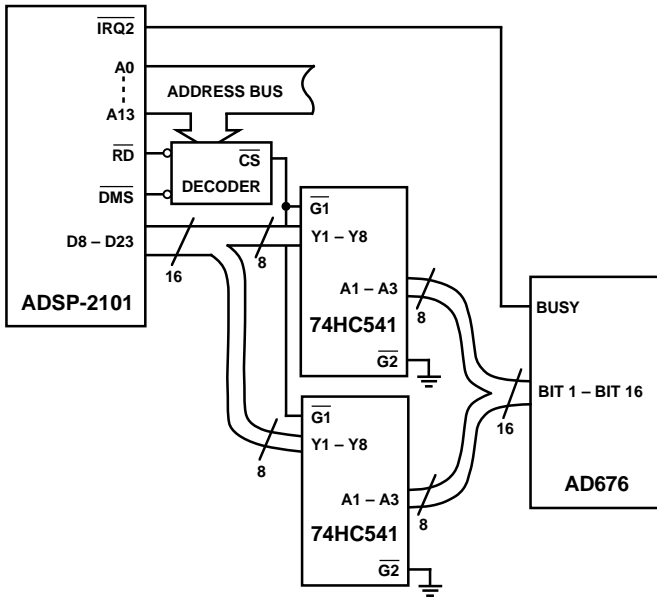 IRQ2
A0
ADDRESS BUS
A13
RD
CS
DECODER
DMS
G1
D8 – D23
Y1 – Y8
16
8
ADSP-2101
A1 – A3
8
74HC541
BUSY
G2
BIT 1 – BIT 16
16
G1
Y1 – Y8
8
AD676
A1 – A3
8
74HC541
G2